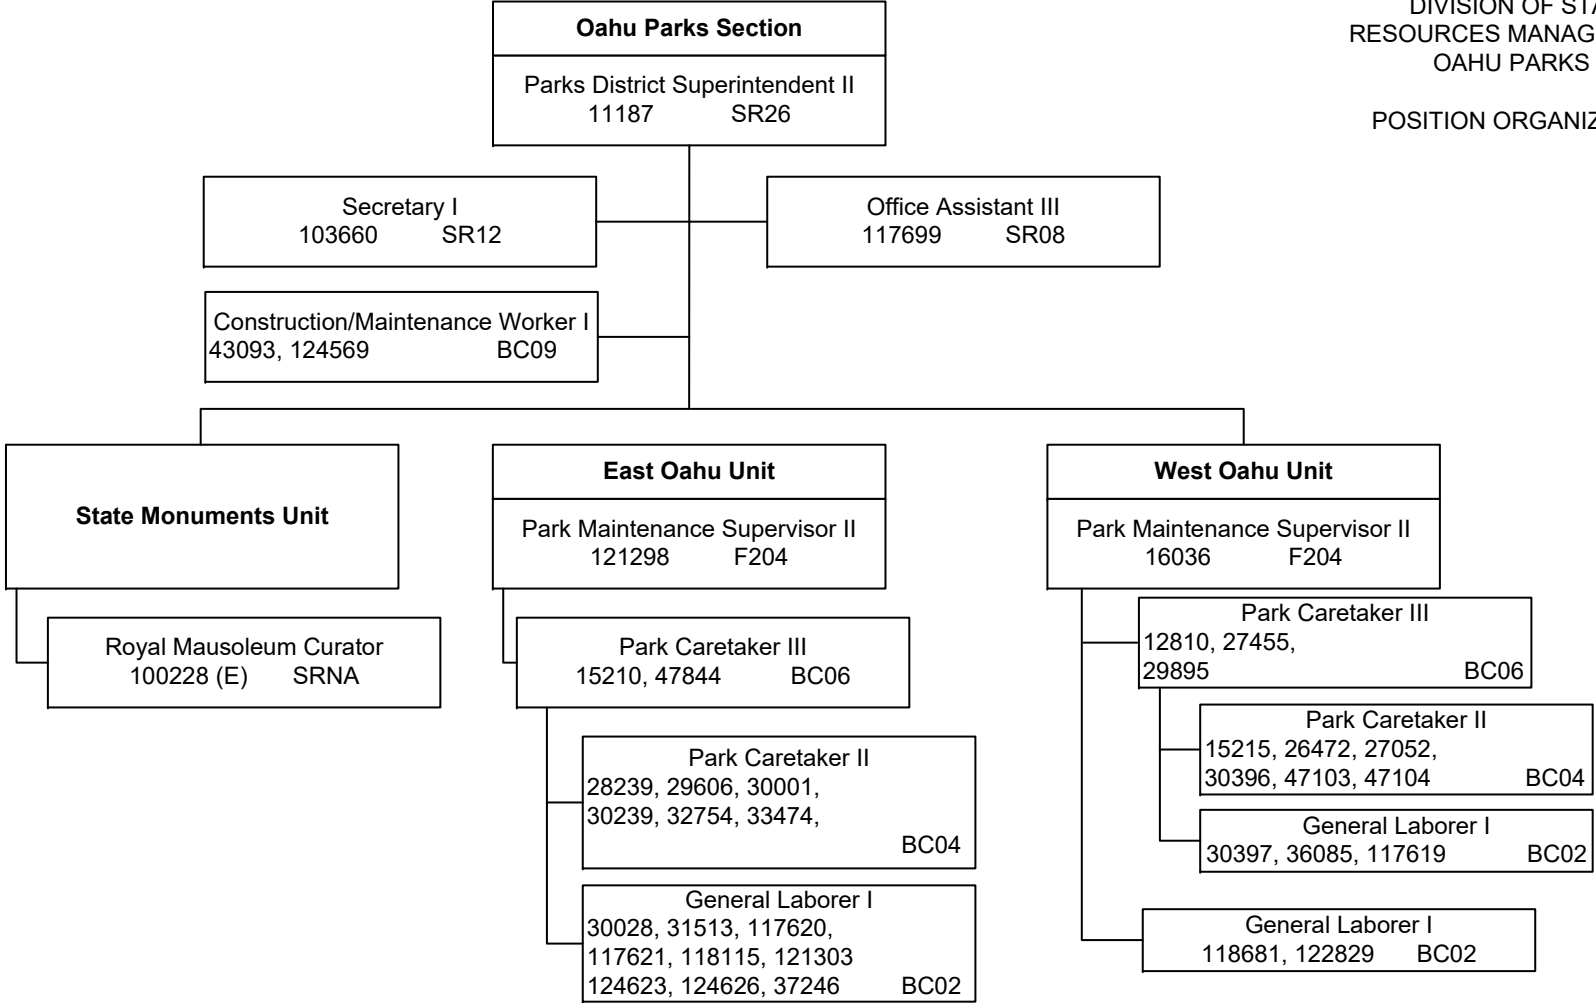 DIVISION OF STA
RESOURCES MANAG
OAHU PARKS
POSITION ORGANIZ
Oahu Parks Section
Parks District Superintendent II
11187 SR26
Secretary I
103660 SR12
Office Assistant III
117699 SR08
Construction/Maintenance Worker I
43093, 124569 BC09
State Monuments Unit
Royal Mausoleum Curator
100228 (E) SRNA
East Oahu Unit
Park Maintenance Supervisor II
121298 F204
Park Caretaker III
15210, 47844 BC06
Park Caretaker II
28239, 29606, 30001,
30239, 32754, 33474,
BC04
General Laborer I
30028, 31513, 117620,
117621, 118115, 121303
124623, 124626, 37246 BC02
West Oahu Unit
Park Maintenance Supervisor II
16036 F204
Park Caretaker III
12810, 27455,
29895 BC06
Park Caretaker II
15215, 26472, 27052,
30396, 47103, 47104 BC04
General Laborer I
30397, 36085, 117619 BC02
General Laborer I
118681, 122829 BC02